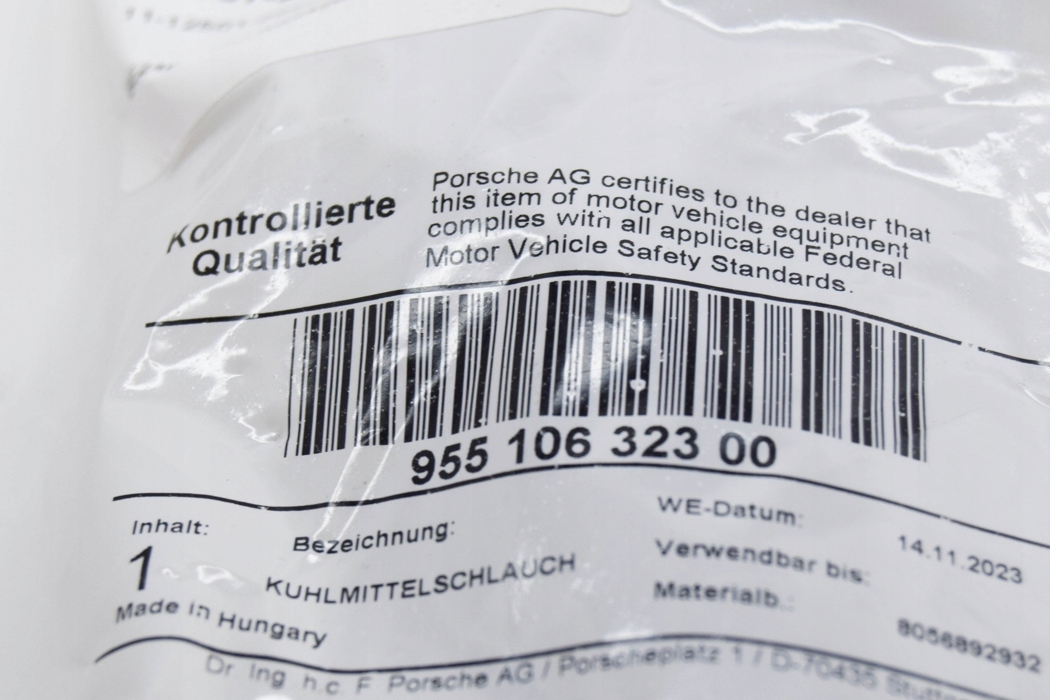 Kontrollierte
Qualität
Porsche AG certifies to the dealer that
this item of motor vehicle equipment
complies with all applicable Federal
Motor Vehicle Safety Standards.
955 106 323 00
Inhalt:
1
Made in Hungary
Bezeichnung:
KUHLMITTELSCHLAUCH
WE-Datum:
14.11.2023
Verwendbar bis:
Materialb.:
8056892932
Dr. Ing. h.c. F. Porsche AG / Porscheplatz 1 / D-70435